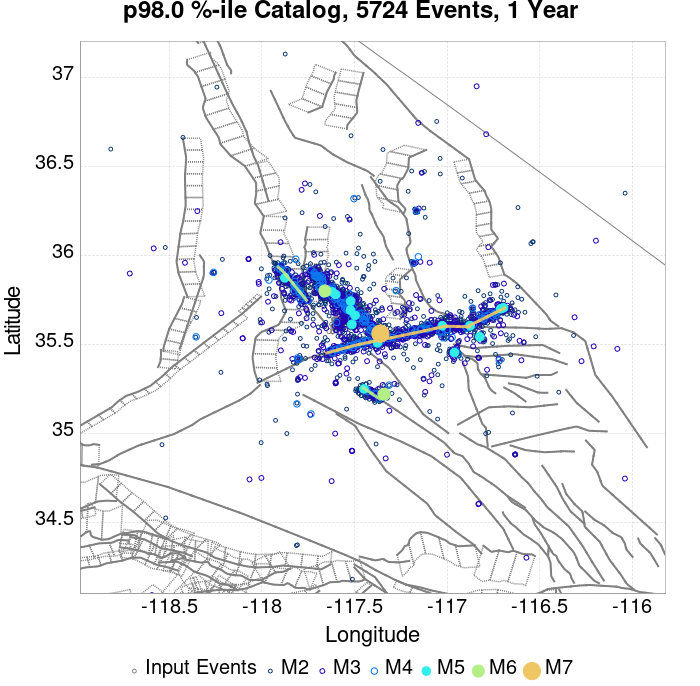 p98.0 %-ile Catalog, 5724 Events, 1 Year
37
36.5
36
35.5
35
34.5
Latitude
-118.5 -118 -117.5 -117 -116.5 -116
Longitude
Input Events M2 M3 M4 M5 M6 M7